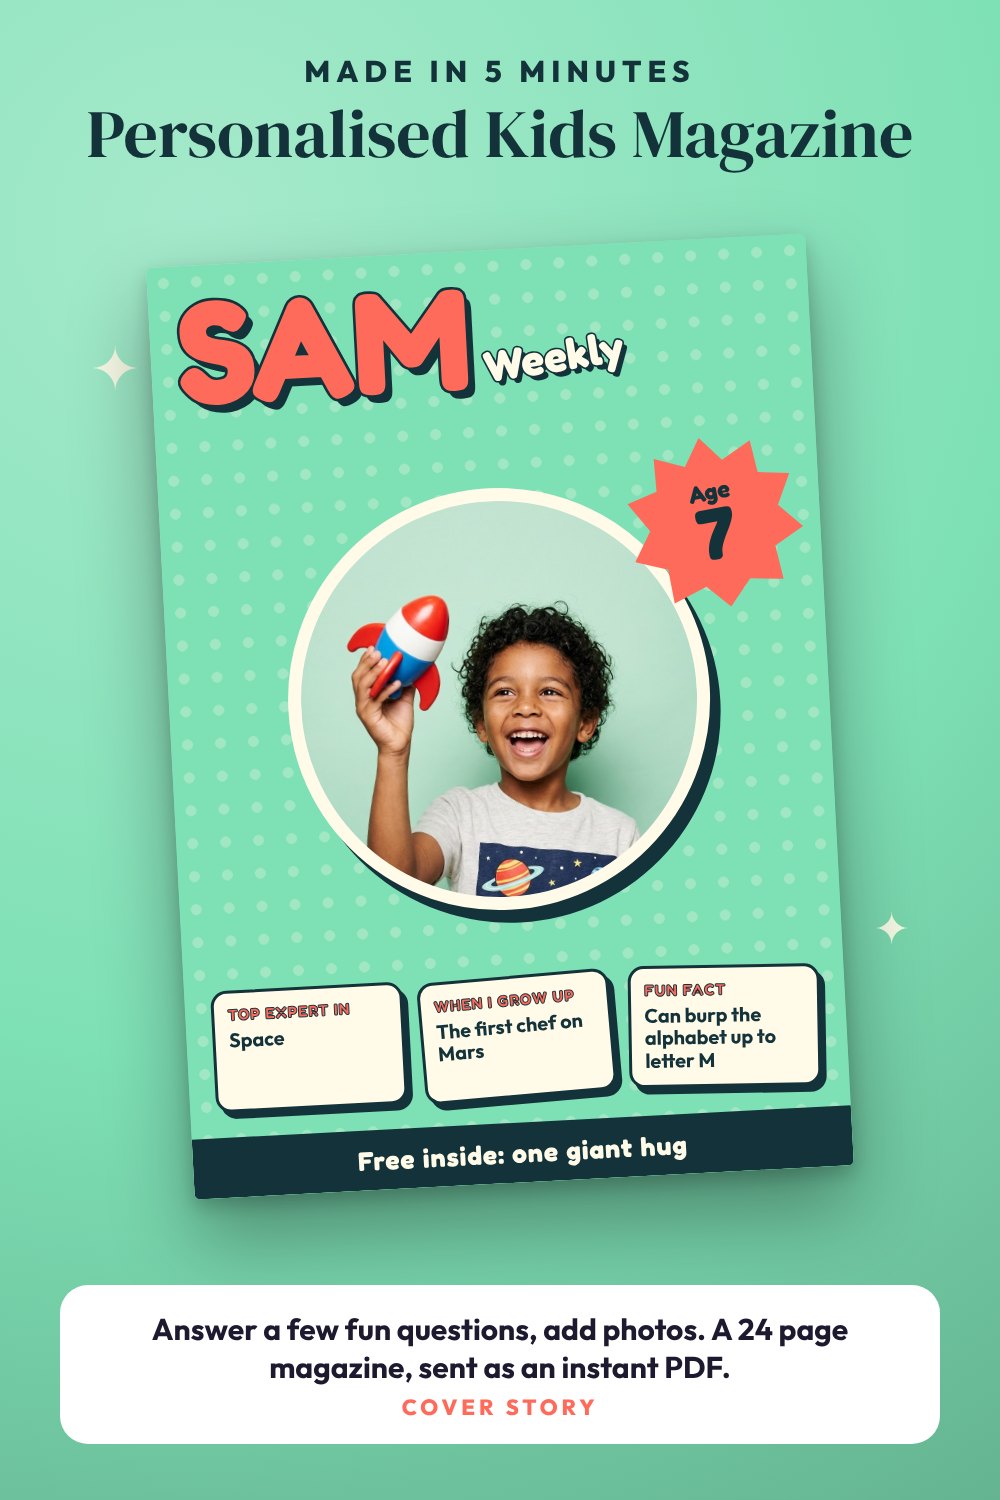 MADE IN 5 MINUTES
Personalised Kids Magazine
SAM Weekly
Age
7
TOP EXPERT IN
Space
WHEN I GROW UP
The first chef on
Mars
FUN FACT
Can burp the
alphabet up to
letter M
Free inside: one giant hug
Answer a few fun questions, add photos. A 24 page
magazine, sent as an instant PDF.
COVER STORY